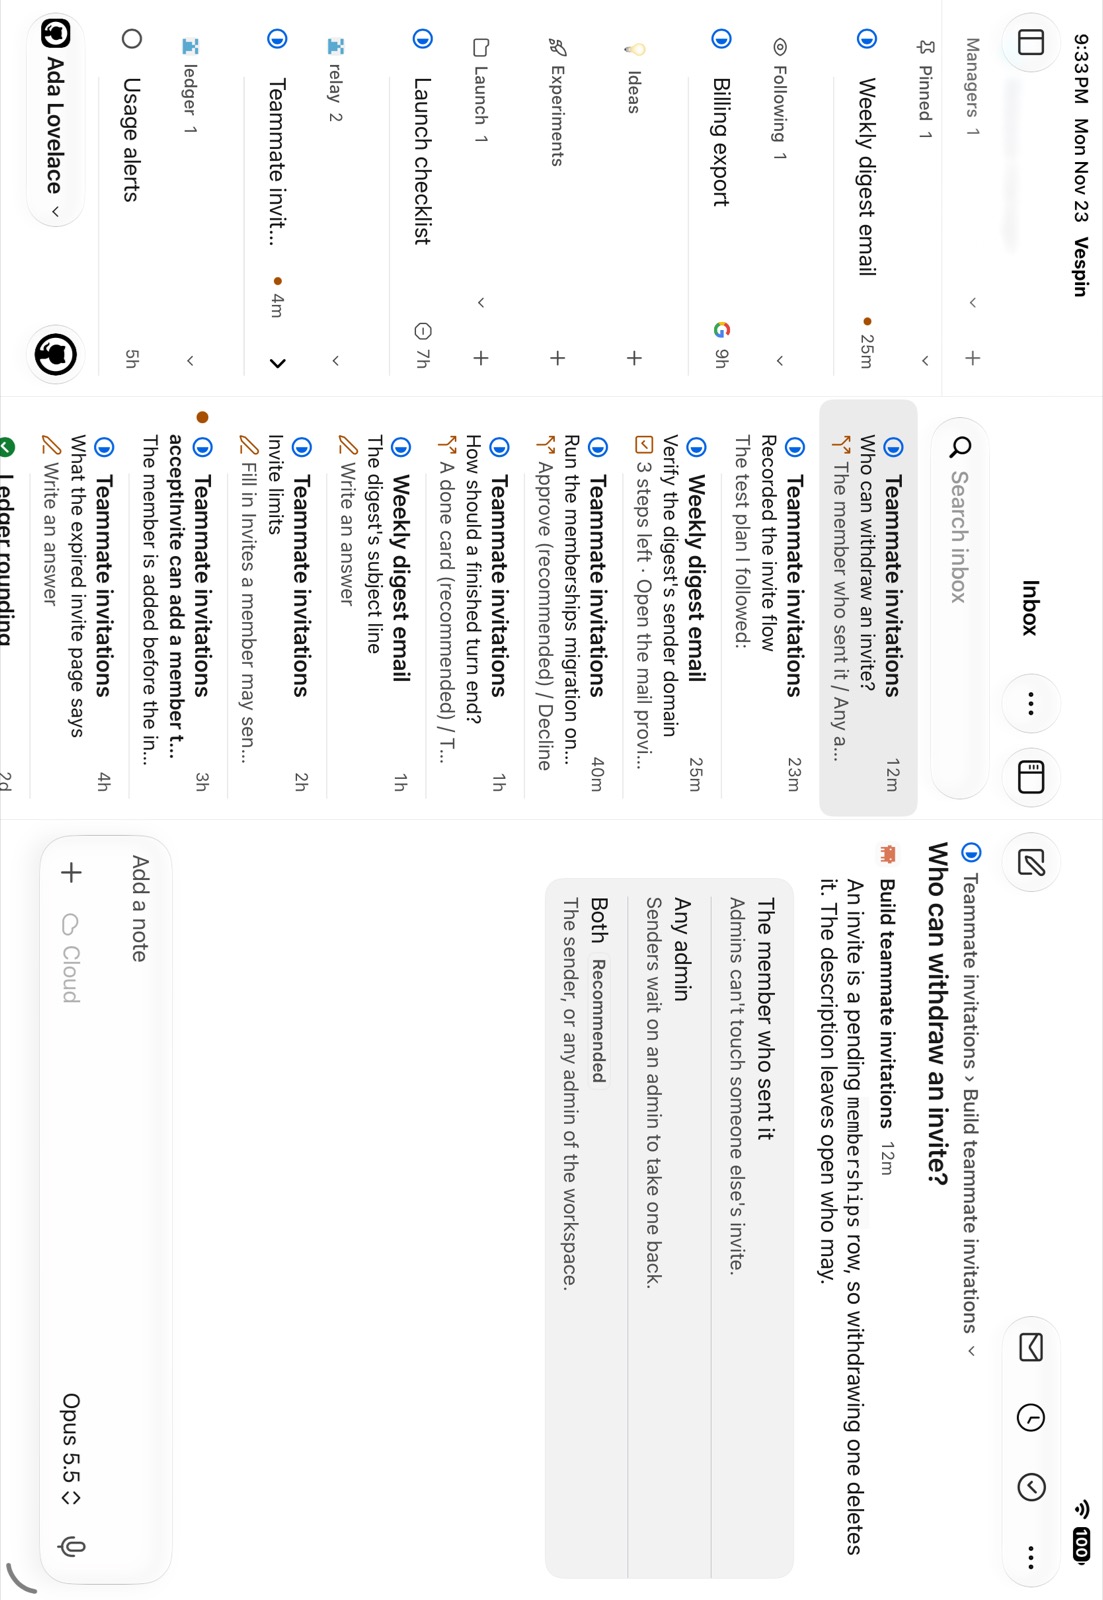 9:33 PM Mon Nov 23 Vespin
100
Managers 1
Pinned 1
Weekly digest email 25m
Following 1
Billing export 9h
Ideas
Experiments
Launch 1
Launch checklist 7h
relay 2
Teammate invit... 4m
ledger 1
Usage alerts 5h
Ada Lovelace
Inbox
Search inbox
Teammate invitations 12m
Who can withdraw an invite?
The member who sent it / Any a...
Teammate invitations 23m
Recorded the invite flow
The test plan I followed:
Weekly digest email 25m
Verify the digest's sender domain
3 steps left · Open the mail provi...
Teammate invitations 40m
Run the memberships migration on...
Approve (recommended) / Decline
Teammate invitations 1h
How should a finished turn end?
A done card (recommended) / T...
Weekly digest email 1h
The digest's subject line
Write an answer
Teammate invitations 2h
Invite limits
Fill in Invites a member may sen...
Teammate invitations 3h
acceptInvite can add a member t...
The member is added before the in...
Teammate invitations 4h
What the expired invite page says
Write an answer
Ledger rounding 2d
Teammate invitations › Build teammate invitations
Who can withdraw an invite?
Build teammate invitations 12m
An invite is a pending memberships row, so withdrawing one deletes
it. The description leaves open who may.
The member who sent it
Admins can't touch someone else's invite.
Any admin
Senders wait on an admin to take one back.
Both Recommended
The sender, or any admin of the workspace.
Add a note
Cloud
Opus 5.5